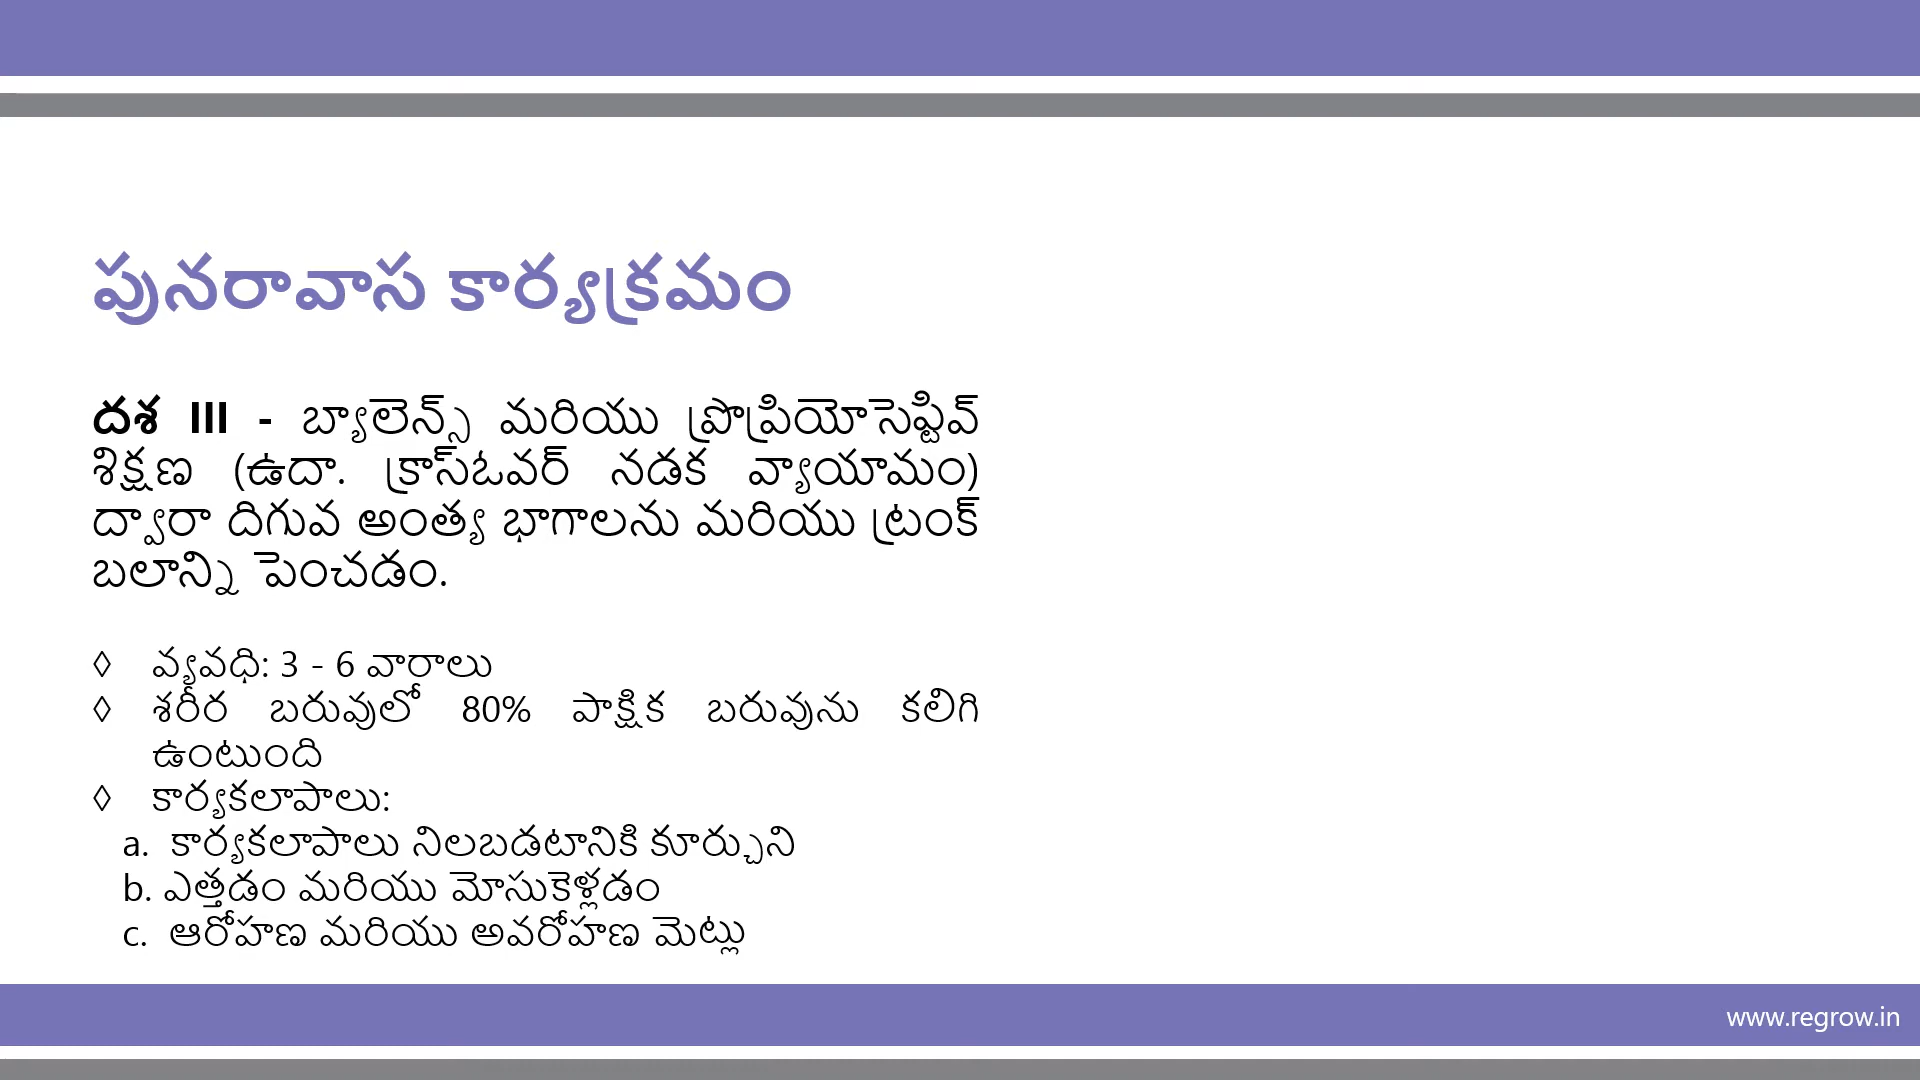 పునరావాస కార్యక్రమం
దశ III - బ్యాలెన్స్ మరియు ప్రొప్రియోసెప్టివ్
శిక్షణ (ఉదా. క్రాస్ఓవర్ నడక వ్యాయామం)
ద్వారా దిగువ అంత్య భాగాలను మరియు ట్రంక్
బలాన్ని పెంచడం.
◊ వ్యవధి: 3 - 6 వారాలు
◊ శరీర బరువులో 80% పాక్షిక బరువును కలిగి
ఉంటుంది
◊ కార్యకలాపాలు:
a. కార్యకలాపాలు నిలబడటానికి కూర్చుని
b. ఎత్తడం మరియు మోసుకెళ్లడం
c. ఆరోహణ మరియు అవరోహణ మెట్లు
www.regrow.in